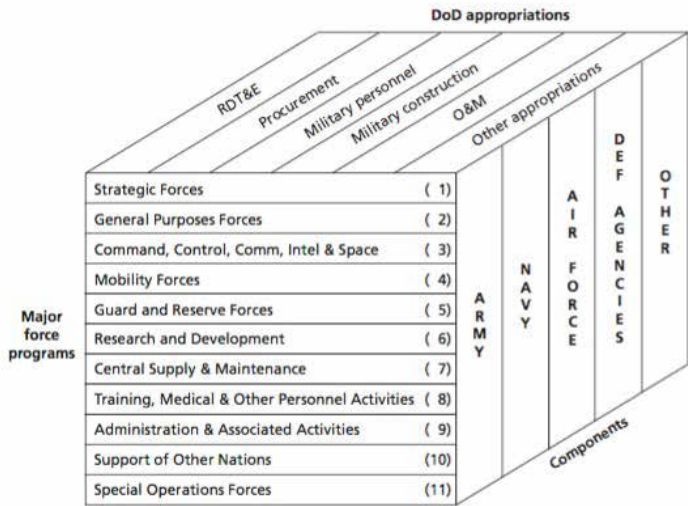 DoD appropriations
RDT&E
Procurement
Military personnel
Military construction
O&M
Other appropriations
Strategic Forces ( 1)
General Purposes Forces ( 2)
Command, Control, Comm, Intel & Space ( 3)
Mobility Forces ( 4)
Guard and Reserve Forces ( 5)
Research and Development ( 6)
Central Supply & Maintenance ( 7)
Training, Medical & Other Personnel Activities ( 8)
Administration & Associated Activities ( 9)
Support of Other Nations (10)
Special Operations Forces (11)
Major
force
programs
ARMY
NAVY
AIR FORCE
DEF AGENCIES
OTHER
Components